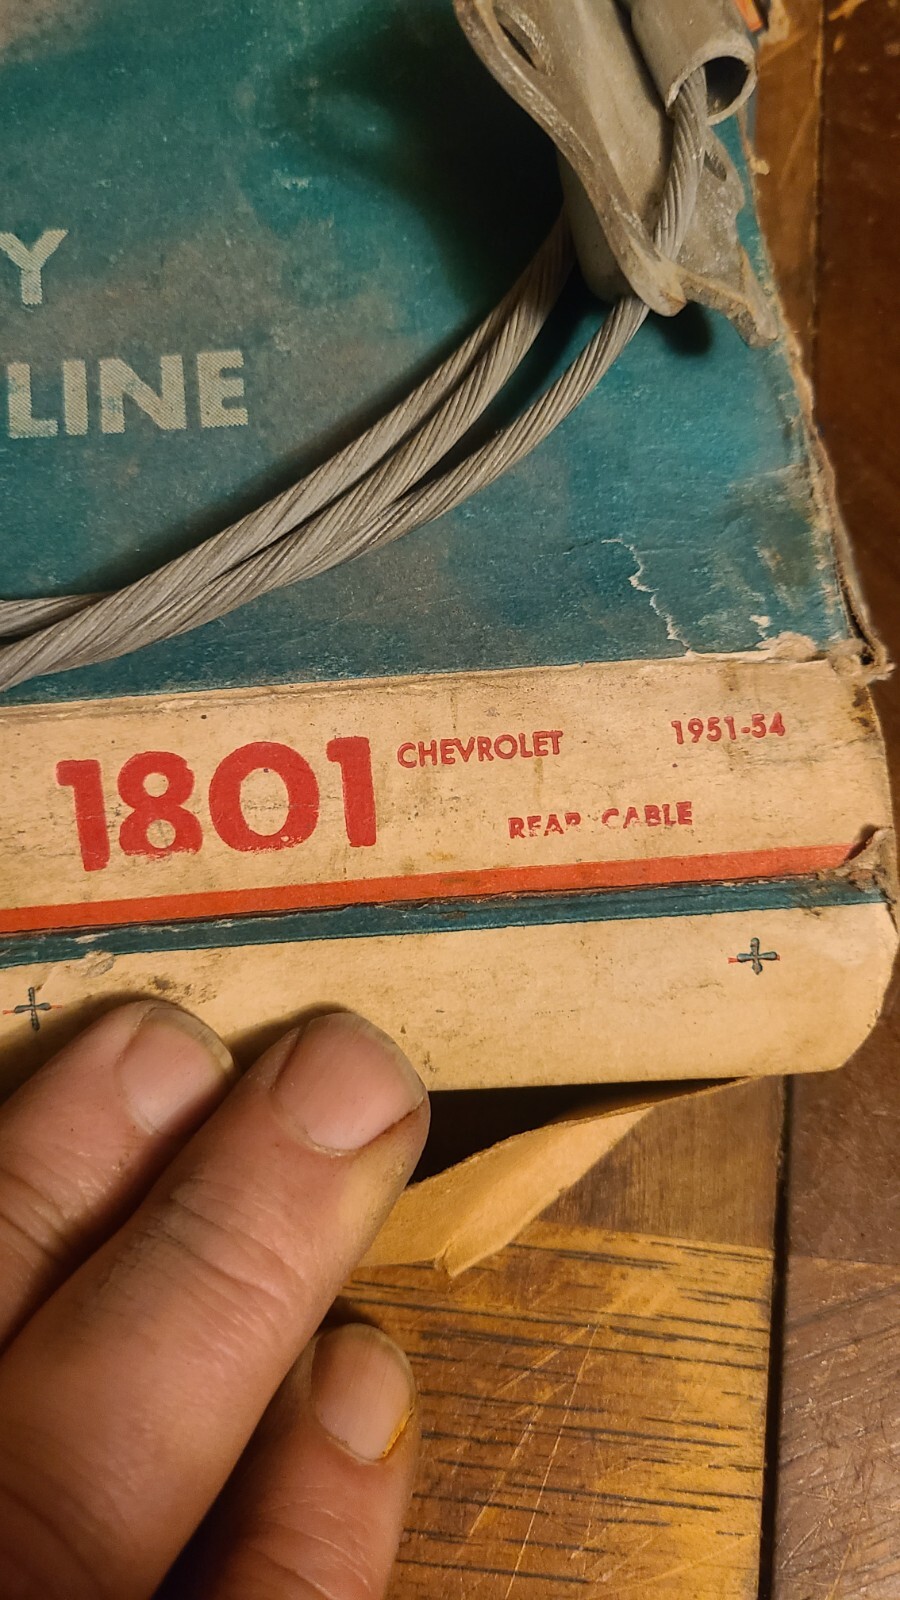 Y
LINE
1801 CHEVROLET 1951-54
REAR CABLE